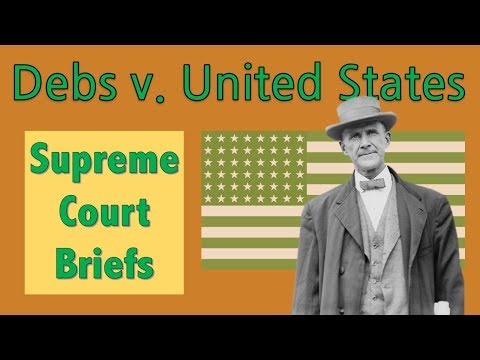 Debs v. United States
Supreme
Court
Briefs